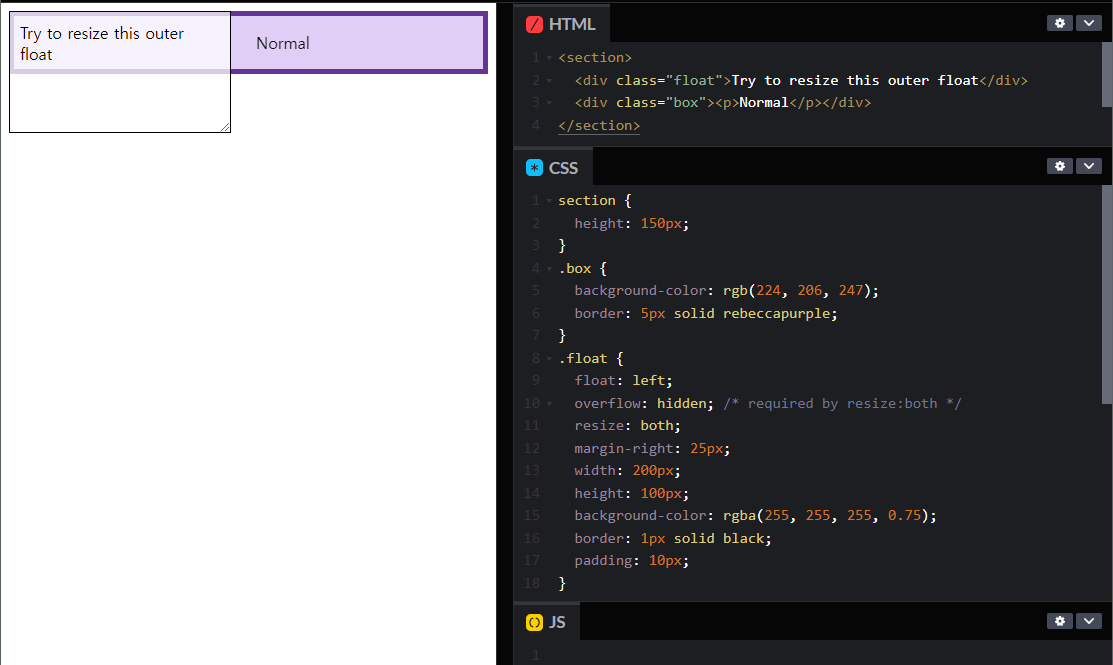 Try to resize this outer
float
Normal
HTML
1 <section>
2 <div class="float">Try to resize this outer float</div>
3 <div class="box"><p>Normal</p></div>
4 </section>
CSS
1 section {
2 height: 150px;
3 }
4 .box {
5 background-color: rgb(224, 206, 247);
6 border: 5px solid rebeccapurple;
7 }
8 .float {
9 float: left;
10 overflow: hidden; /* required by resize:both */
11 resize: both;
12 margin-right: 25px;
13 width: 200px;
14 height: 100px;
15 background-color: rgba(255, 255, 255, 0.75);
16 border: 1px solid black;
17 padding: 10px;
18 }
JS
1